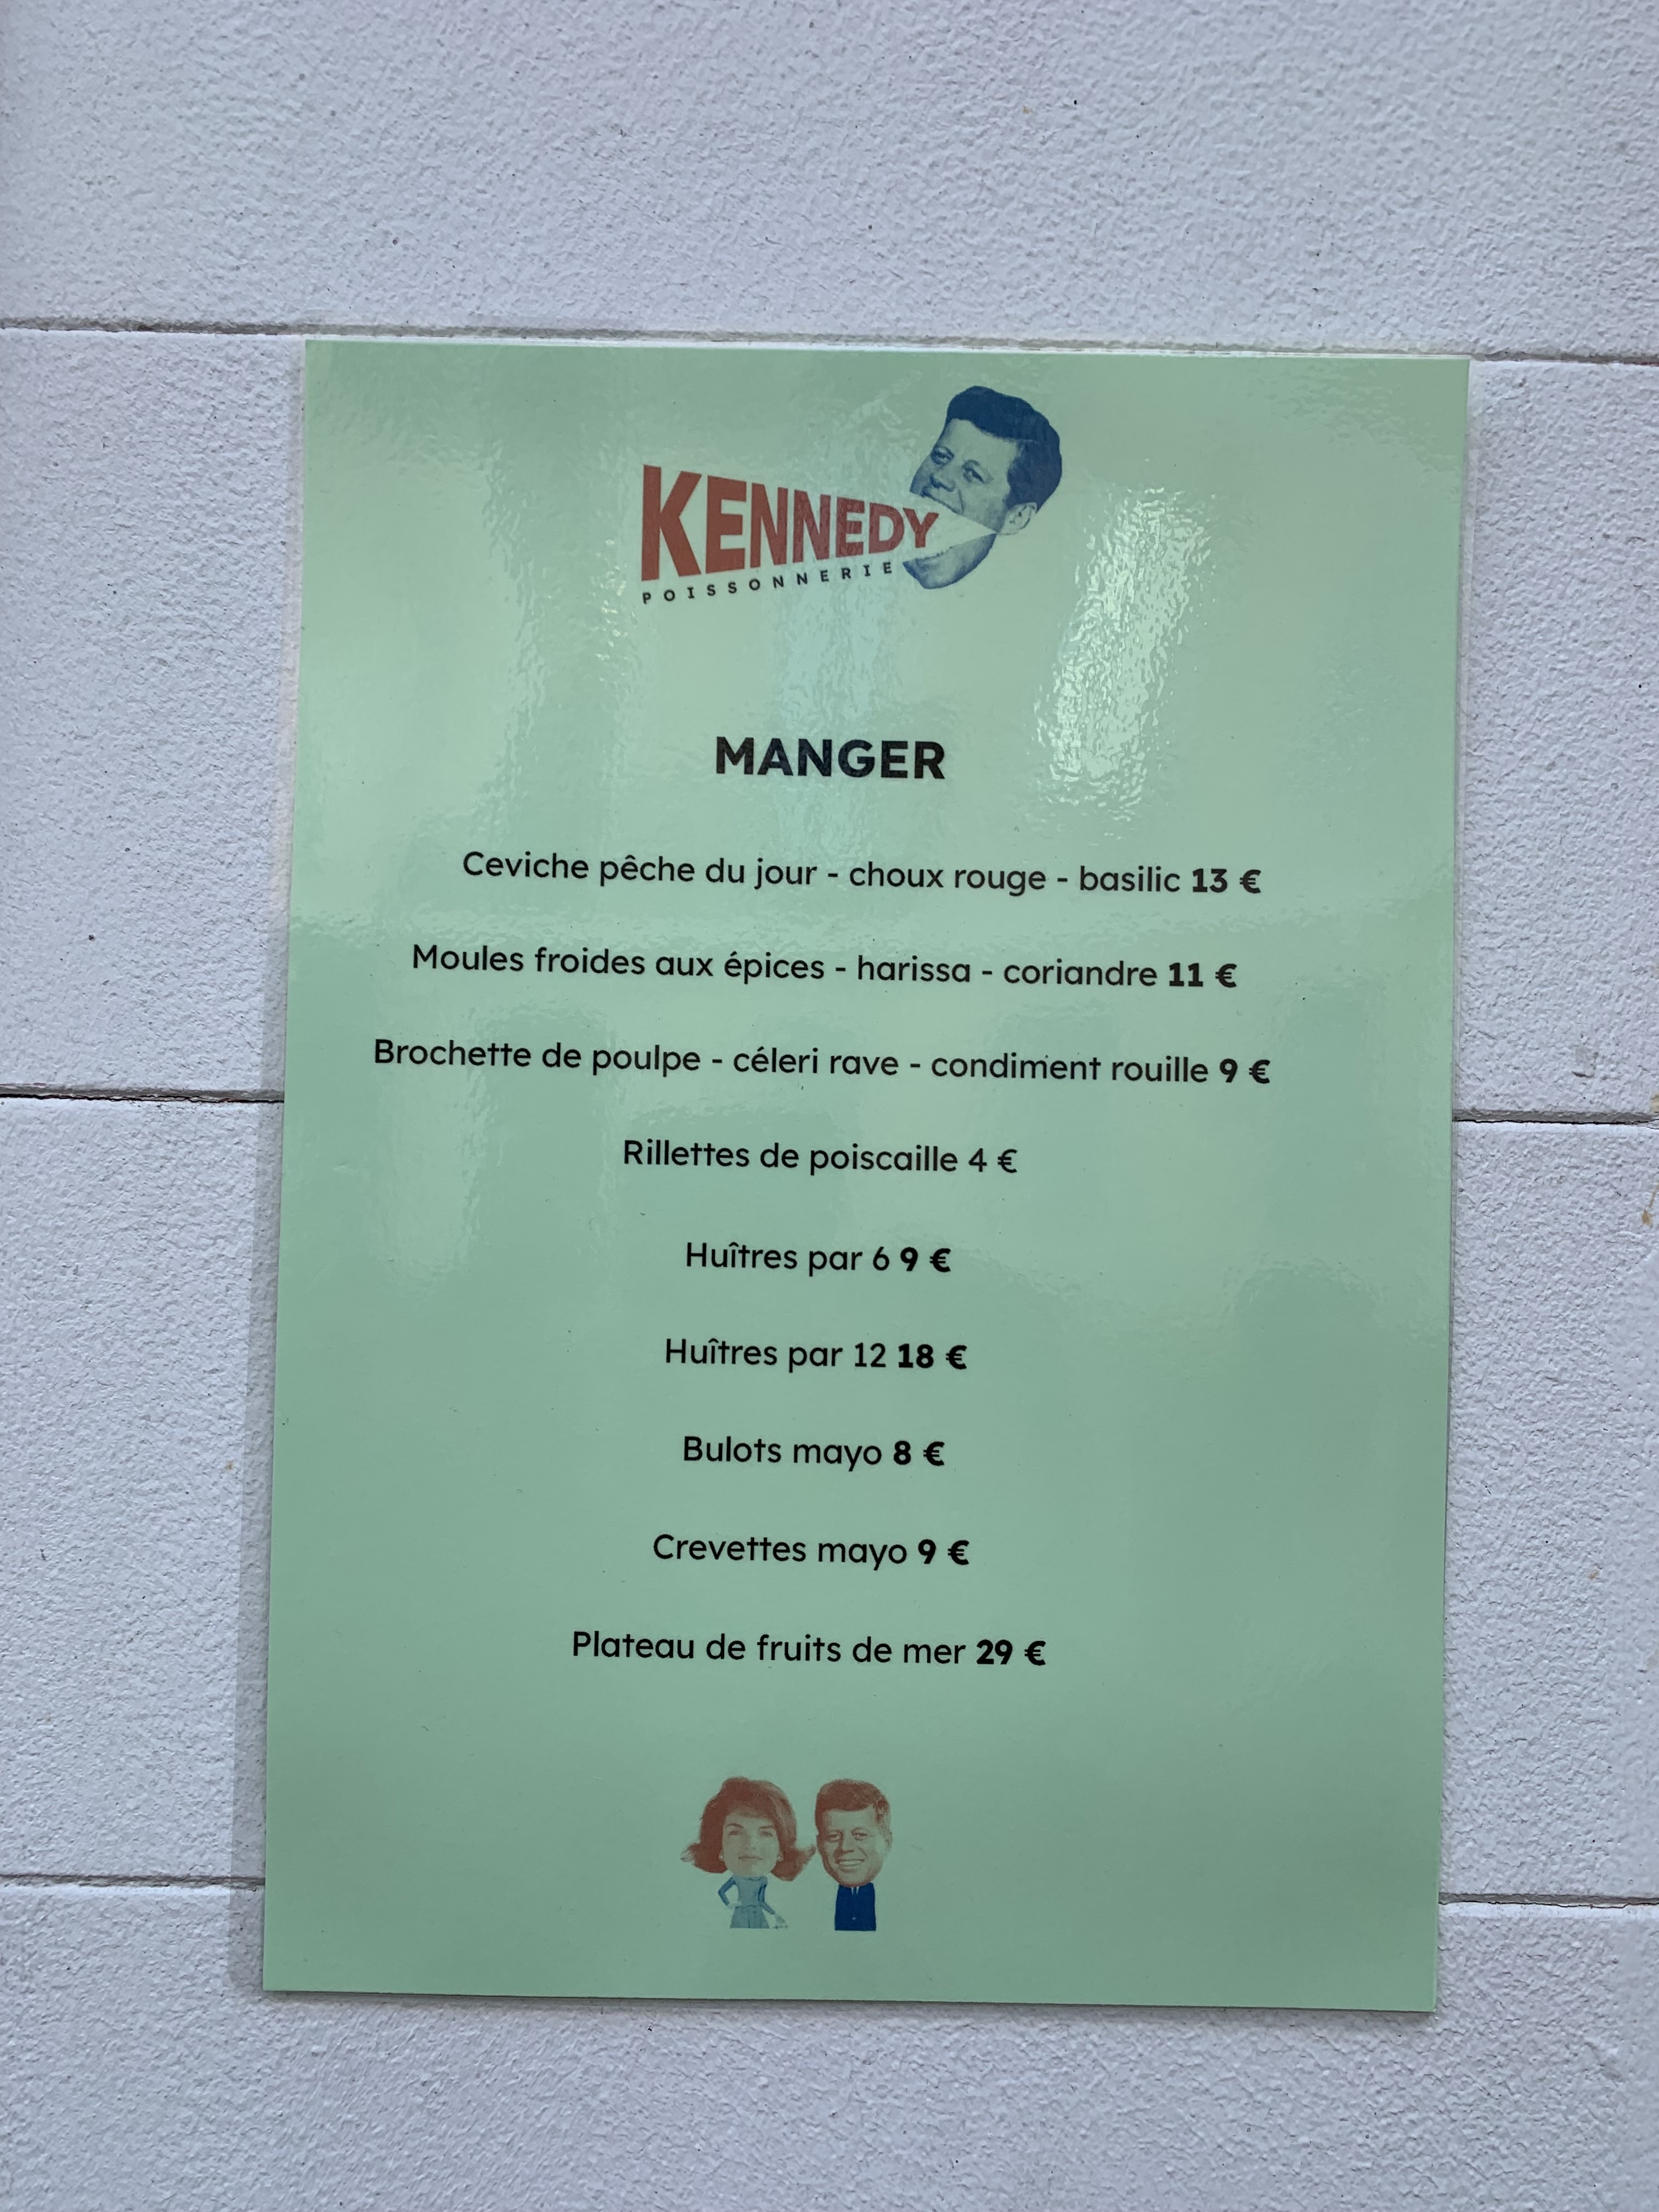 KENNEDY
POISSONNERIE
MANGER
Ceviche pêche du jour - choux rouge - basilic 13 €
Moules froides aux épices - harissa - coriandre 11 €
Brochette de poulpe - céleri rave - condiment rouille 9 €
Rillettes de poiscaille 4 €
Huîtres par 6 9 €
Huîtres par 12 18 €
Bulots mayo 8 €
Crevettes mayo 9 €
Plateau de fruits de mer 29 €